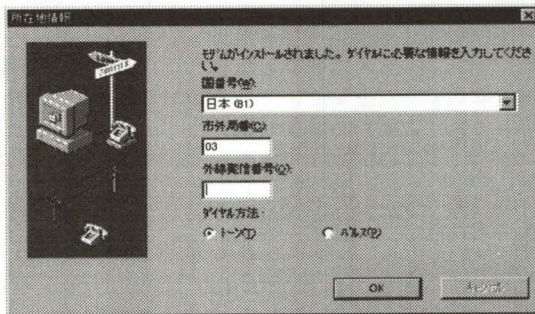 所在地情報
モデムがインストールされました。ダイヤルに必要な情報を入力してくださ
い。
国番号(W):
日本 (81)
市外局番(C):
03
外線発信番号(O):
ダイヤル方法:
トーン(T)
パルス(P)
OK
キャンセル